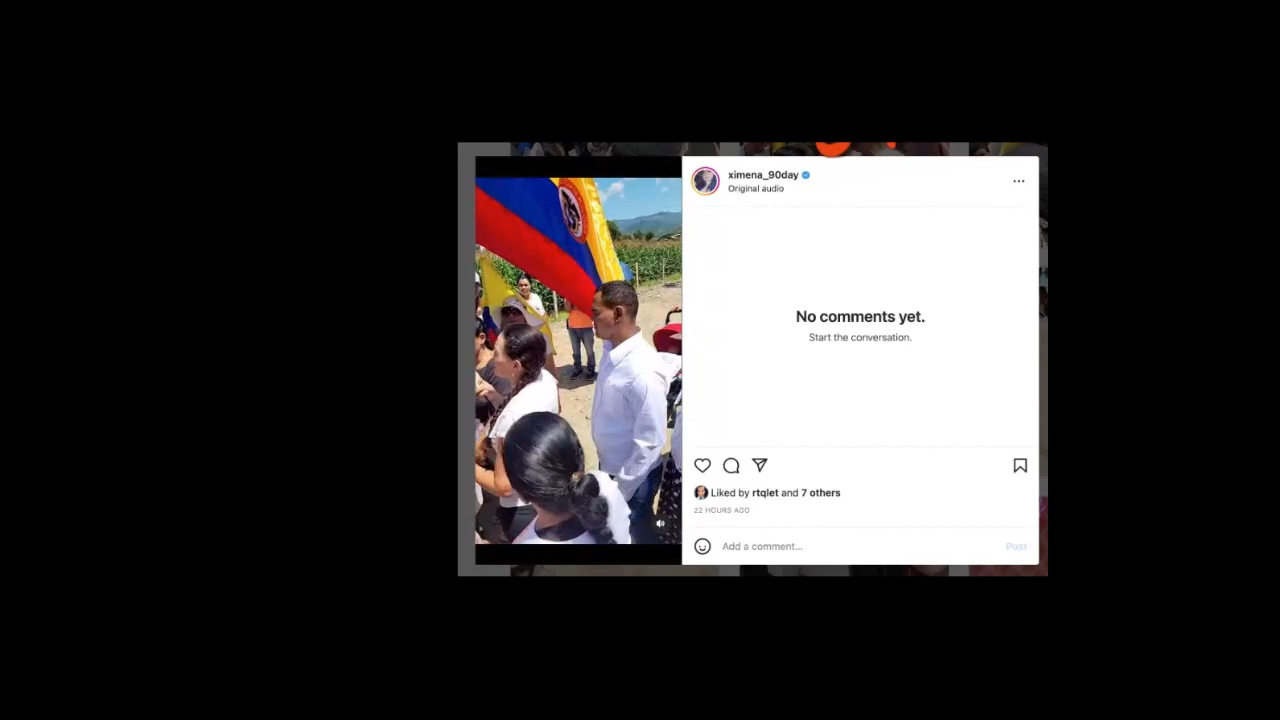 ximena_90day
Original audio
No comments yet.
Start the conversation.
Liked by rtqlet and 7 others
22 HOURS AGO
Add a comment...
Post